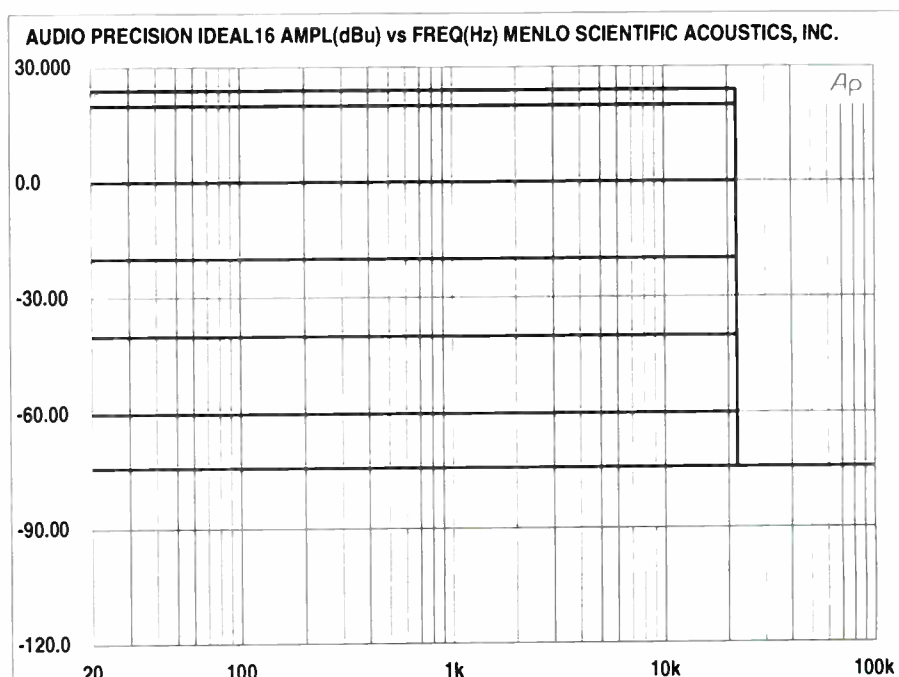 AUDIO PRECISION IDEAL16 AMPL(dBu) vs FREQ(Hz) MENLO SCIENTIFIC ACOUSTICS, INC.
30.000
Ap
0.0
-30.00
-60.00
-90.00
-120.0
20 100 1k 10k 100k